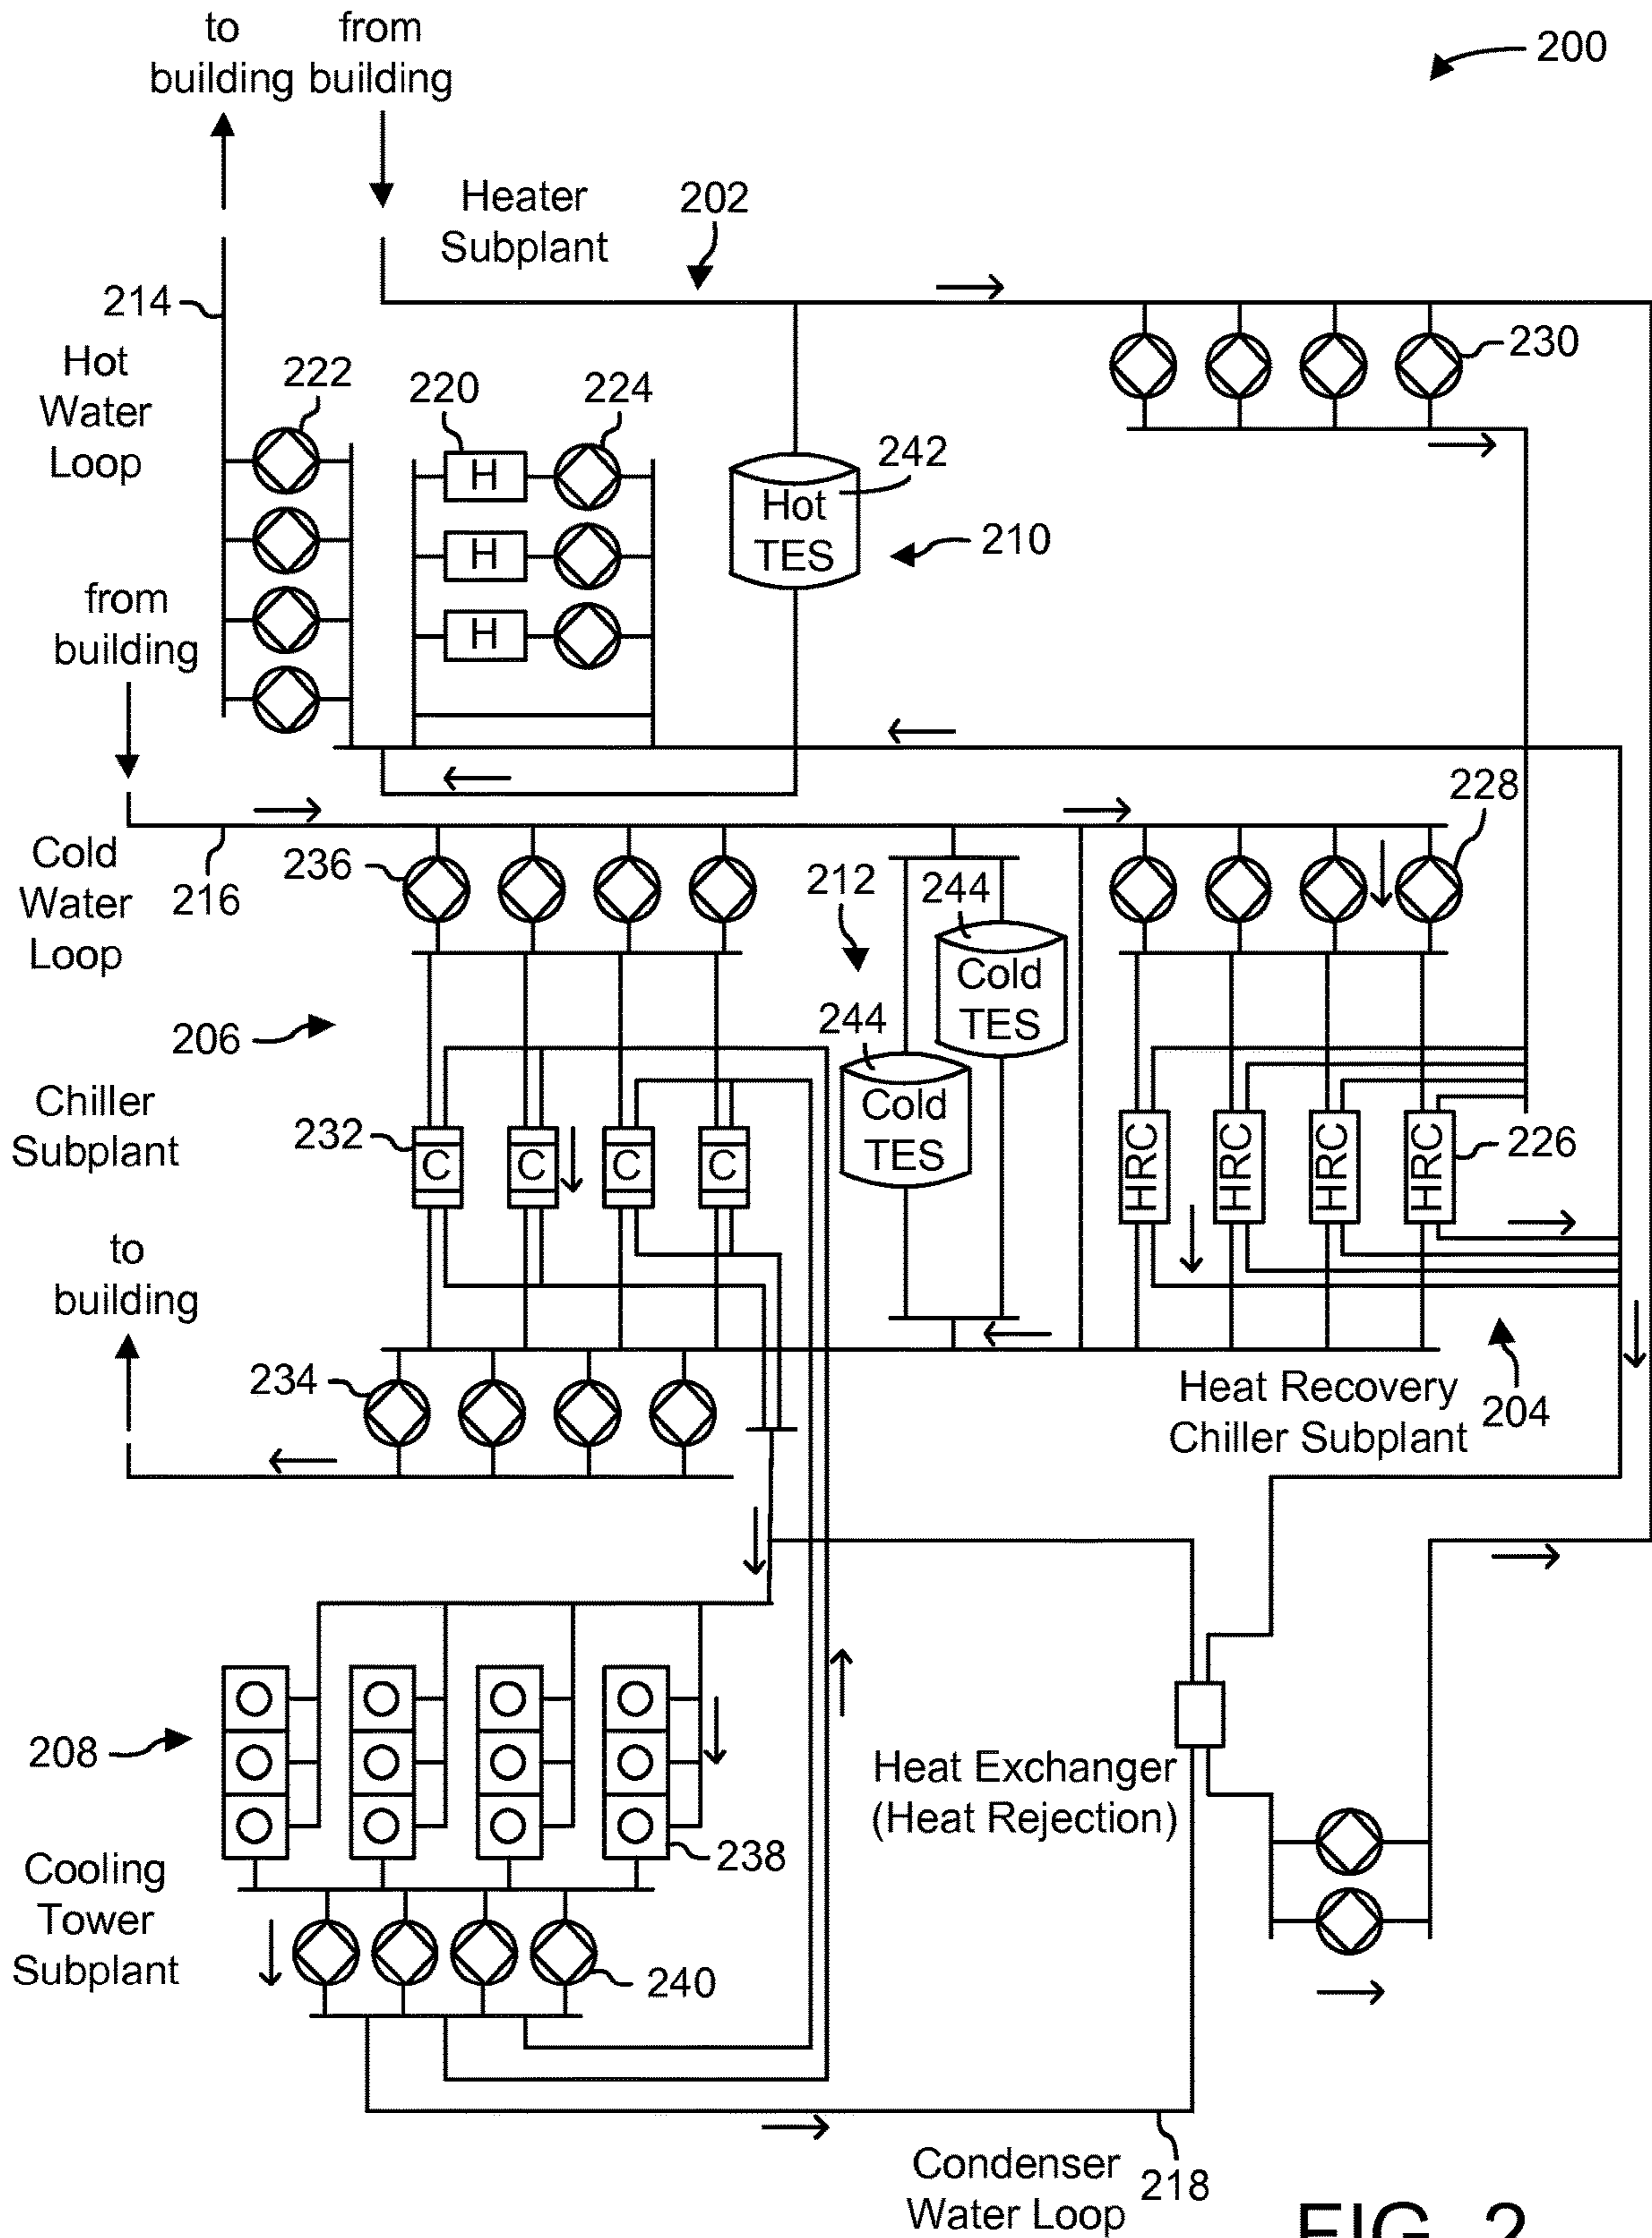 to from
building building
200
Heater
Subplant
202
214
Hot
Water
Loop
222
220
224
230
H
H
H
242
Hot
TES
210
from
building
228
Cold
Water
Loop
216
236
212
244
Cold
TES
244
Cold
TES
206
Chiller
Subplant
232
C
C
C
C
HRC
HRC
HRC
HRC
226
to
building
234
Heat Recovery
Chiller Subplant
204
208
Heat Exchanger
(Heat Rejection)
238
Cooling
Tower
Subplant
240
Condenser
Water Loop
218
FIG. 2